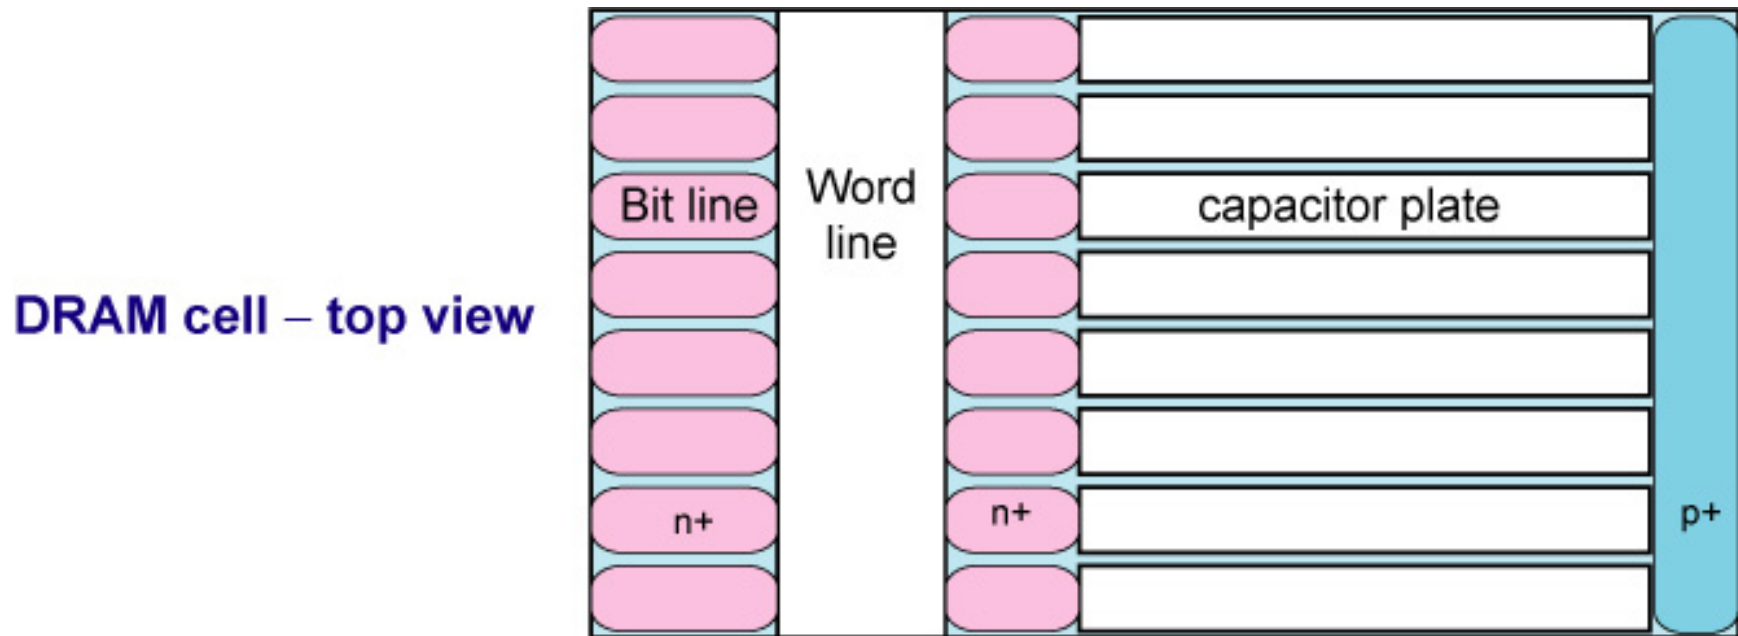 DRAM cell – top view
Bit line
Word
line
capacitor plate
n+
n+
p+